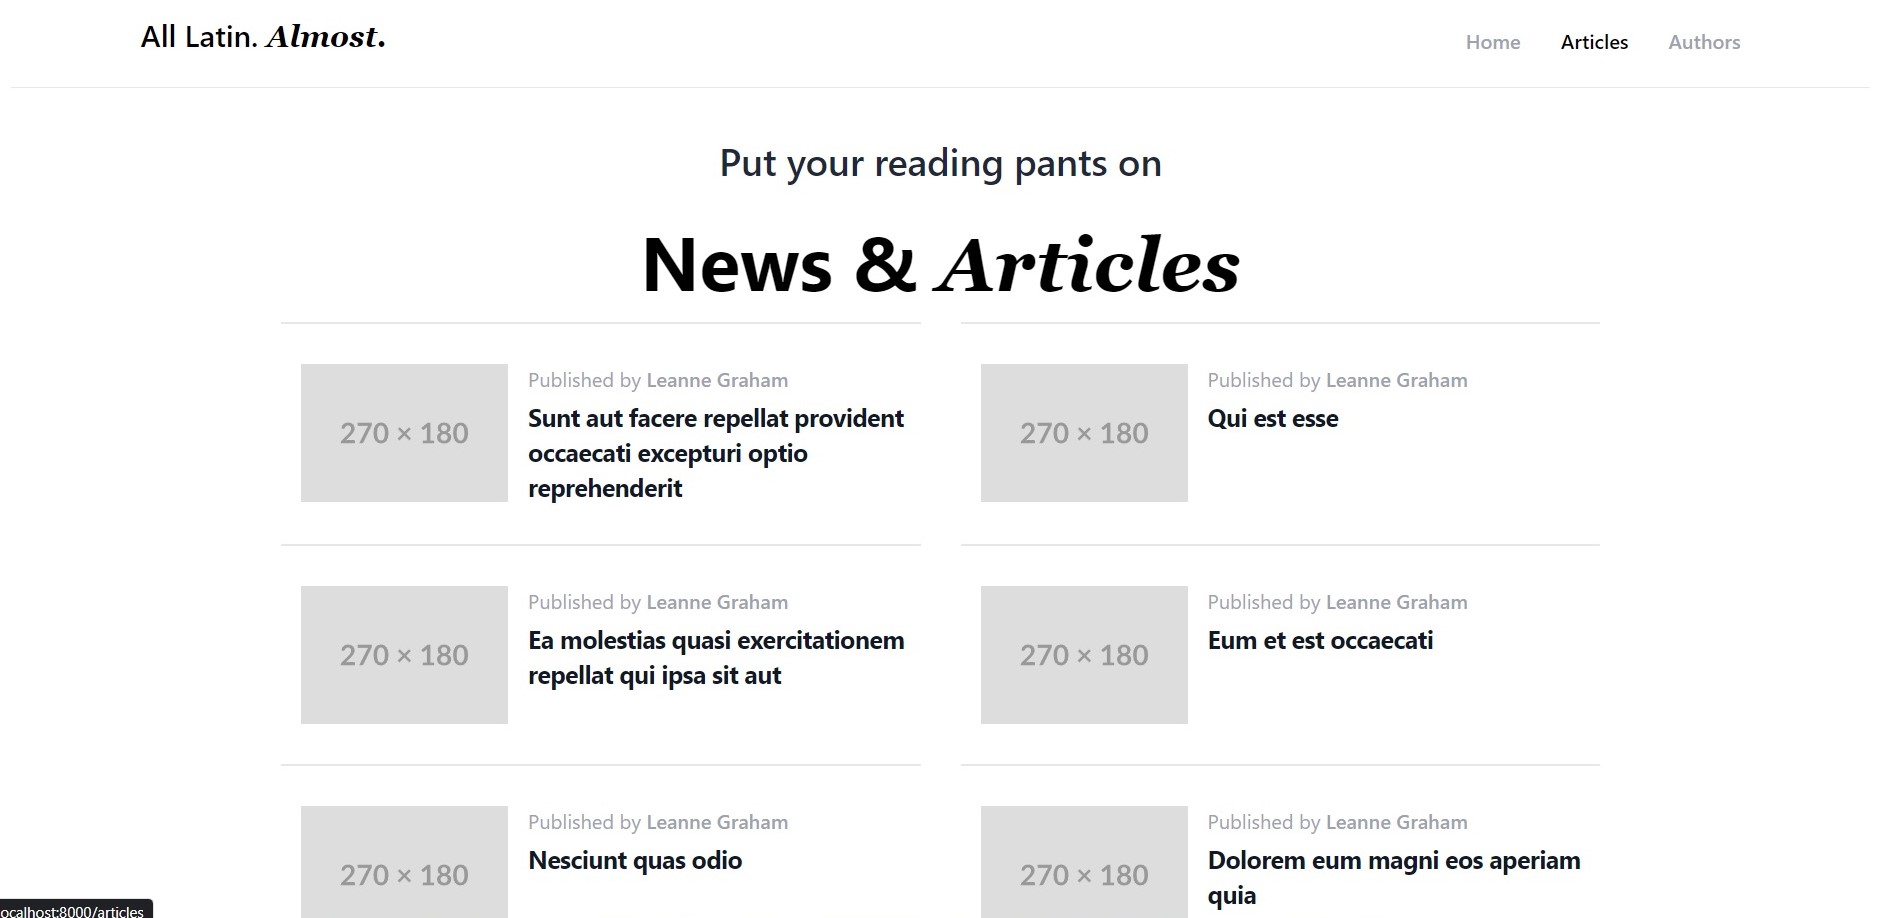 All Latin. Almost.
Home Articles Authors
Put your reading pants on
News & Articles
270 × 180
Published by Leanne Graham
Sunt aut facere repellat provident
occaecati excepturi optio
reprehenderit
270 × 180
Published by Leanne Graham
Qui est esse
270 × 180
Published by Leanne Graham
Ea molestias quasi exercitationem
repellat qui ipsa sit aut
270 × 180
Published by Leanne Graham
Eum et est occaecati
270 × 180
Published by Leanne Graham
Nesciunt quas odio
270 × 180
Published by Leanne Graham
Dolorem eum magni eos aperiam
quia
ocalhost:8000/articles